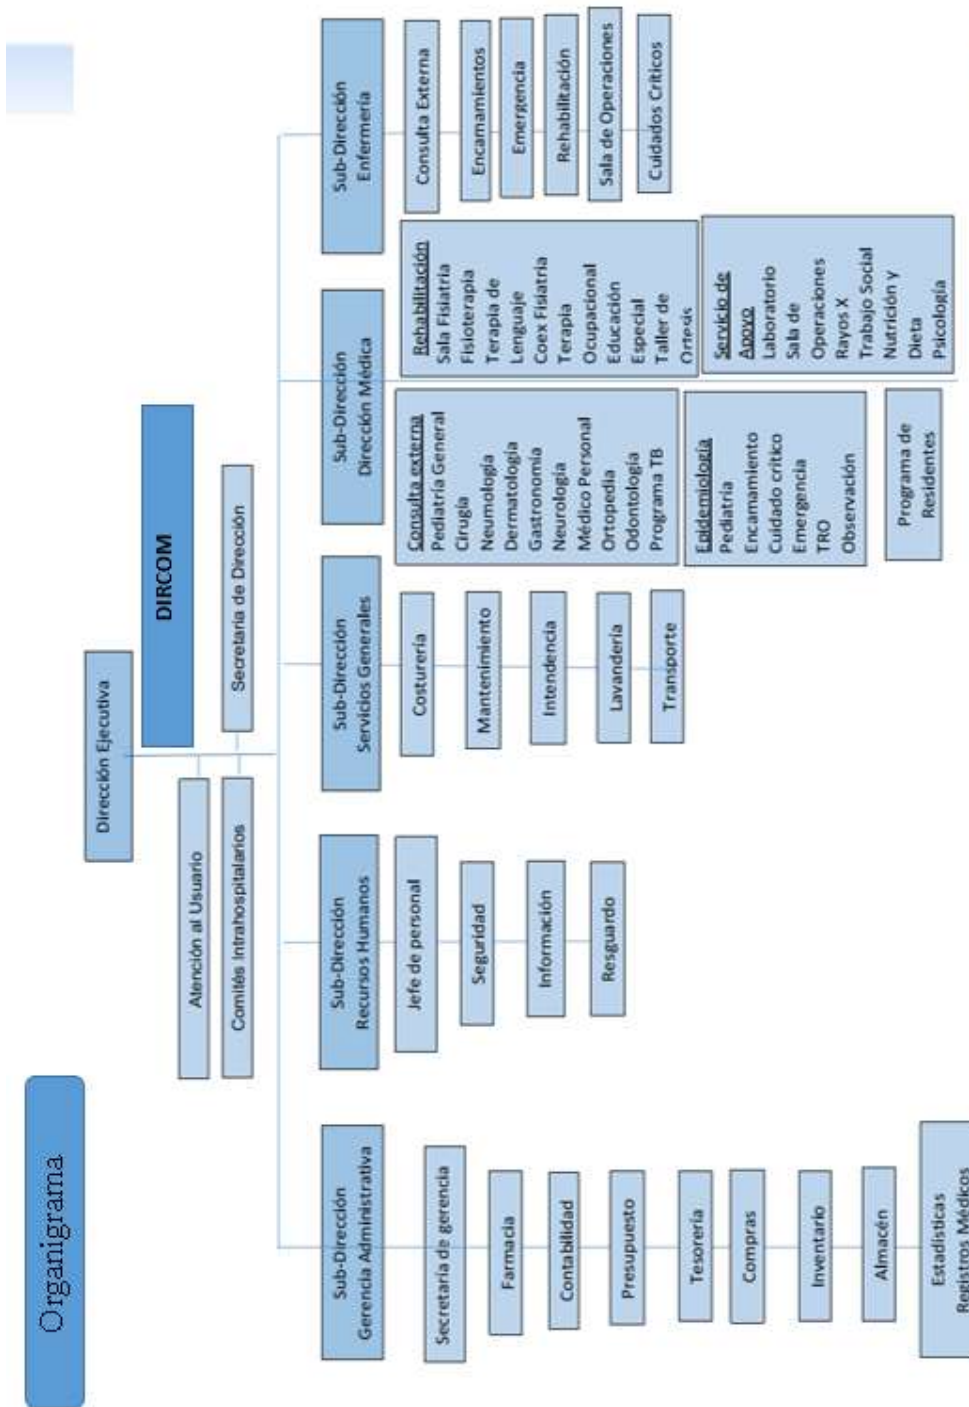 Organigrama
Dirección Ejecutiva
DIRCOM
Atención al Usuario
Comités Intrahospitalarios
Secretaria de Dirección
Sub-Dirección
Gerencia Administrativa
Secretaria de gerencia
Farmacia
Contabilidad
Presupuesto
Tesorería
Compras
Inventario
Almacén
Estadísticas
Registros Médicos
Sub-Dirección
Recursos Humanos
Jefe de personal
Seguridad
Información
Resguardo
Sub-Dirección
Servicios Generales
Costurería
Mantenimiento
Intendencia
Lavandería
Transporte
Sub-Dirección
Dirección Médica
Consulta externa
Pediatría General
Cirugía
Neumología
Dermatología
Gastronomía
Neurología
Médico Personal
Ortopedia
Odontología
Programa TB
Epidemiología
Pediatría
Encamamiento
Cuidado crítico
Emergencia
TRO
Observación
Programa de
Residentes
Rehabilitación
Sala Fisiatría
Fisioterapia
Terapia de
Lenguaje
Coex Fisiatría
Terapia
Ocupacional
Educación
Especial
Taller de
Ortesis
Servicio de
Apoyo
Laboratorio
Sala de
Operaciones
Rayos X
Trabajo Social
Nutrición y
Dieta
Psicología
Sub-Dirección
Enfermería
Consulta Externa
Encamamientos
Emergencia
Rehabilitación
Sala de Operaciones
Cuidados Críticos